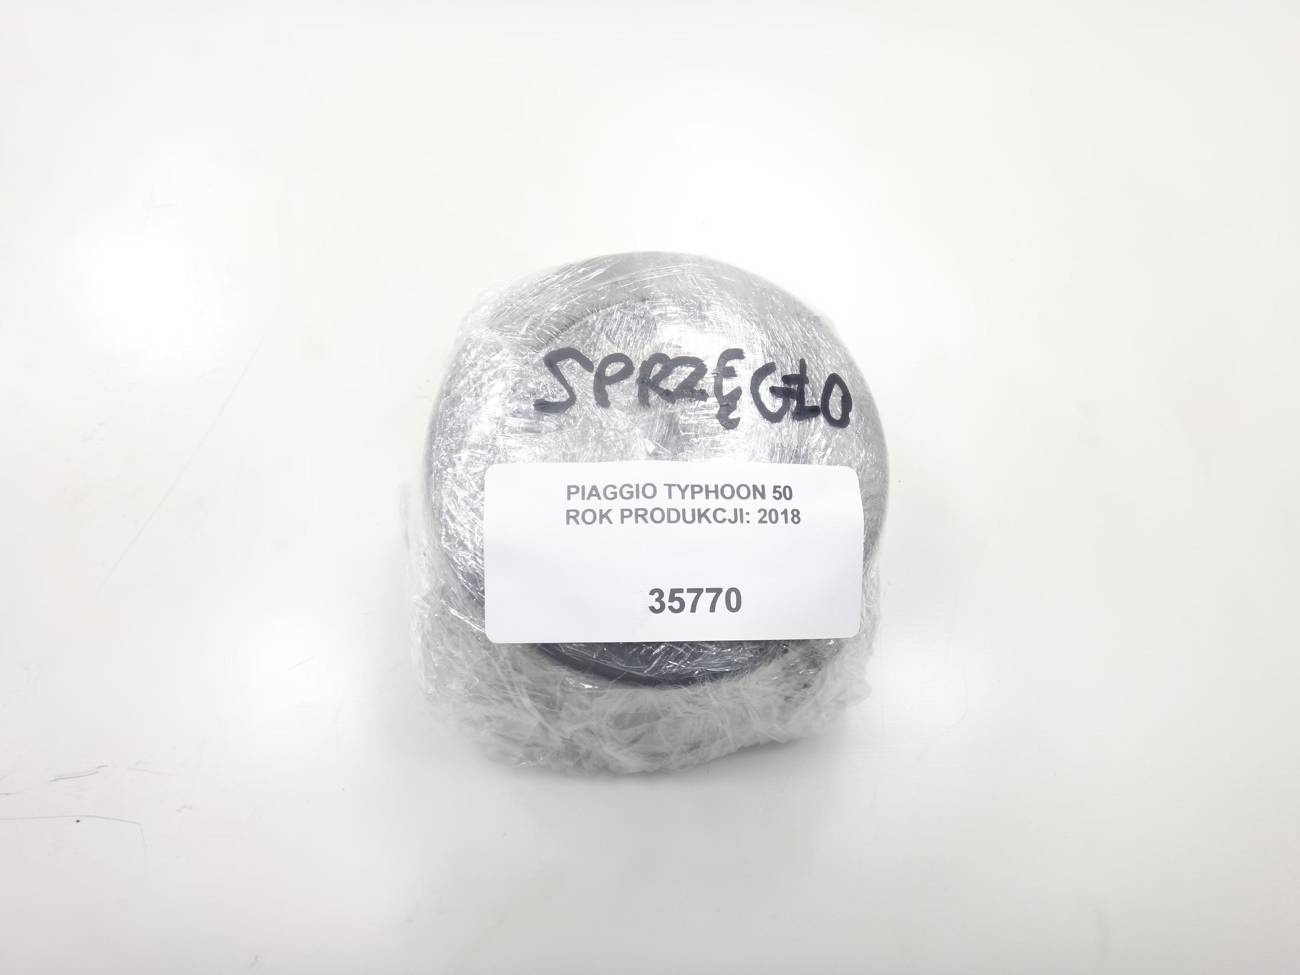 SPRZĘGŁO
PIAGGIO TYPHOON 50
ROK PRODUKCJI: 2018
35770